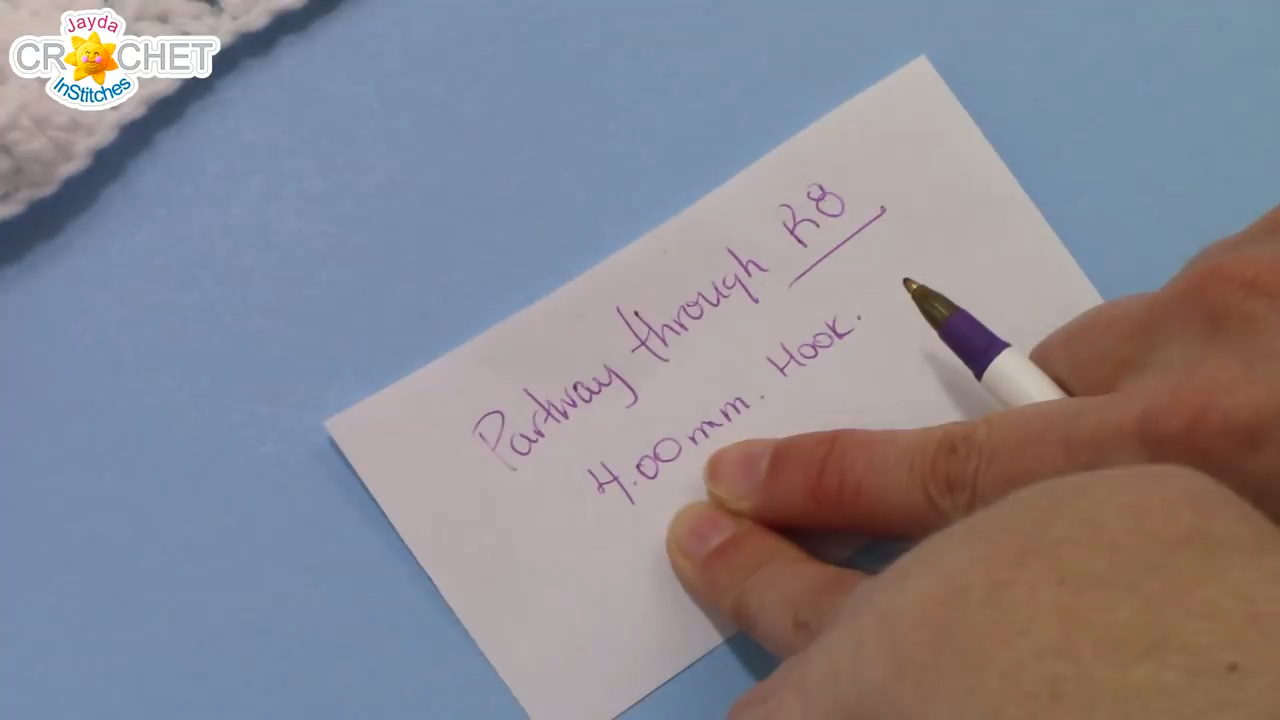 Jayda
CROCHET
InStitches
Partway through R8
4.00mm. Hook.